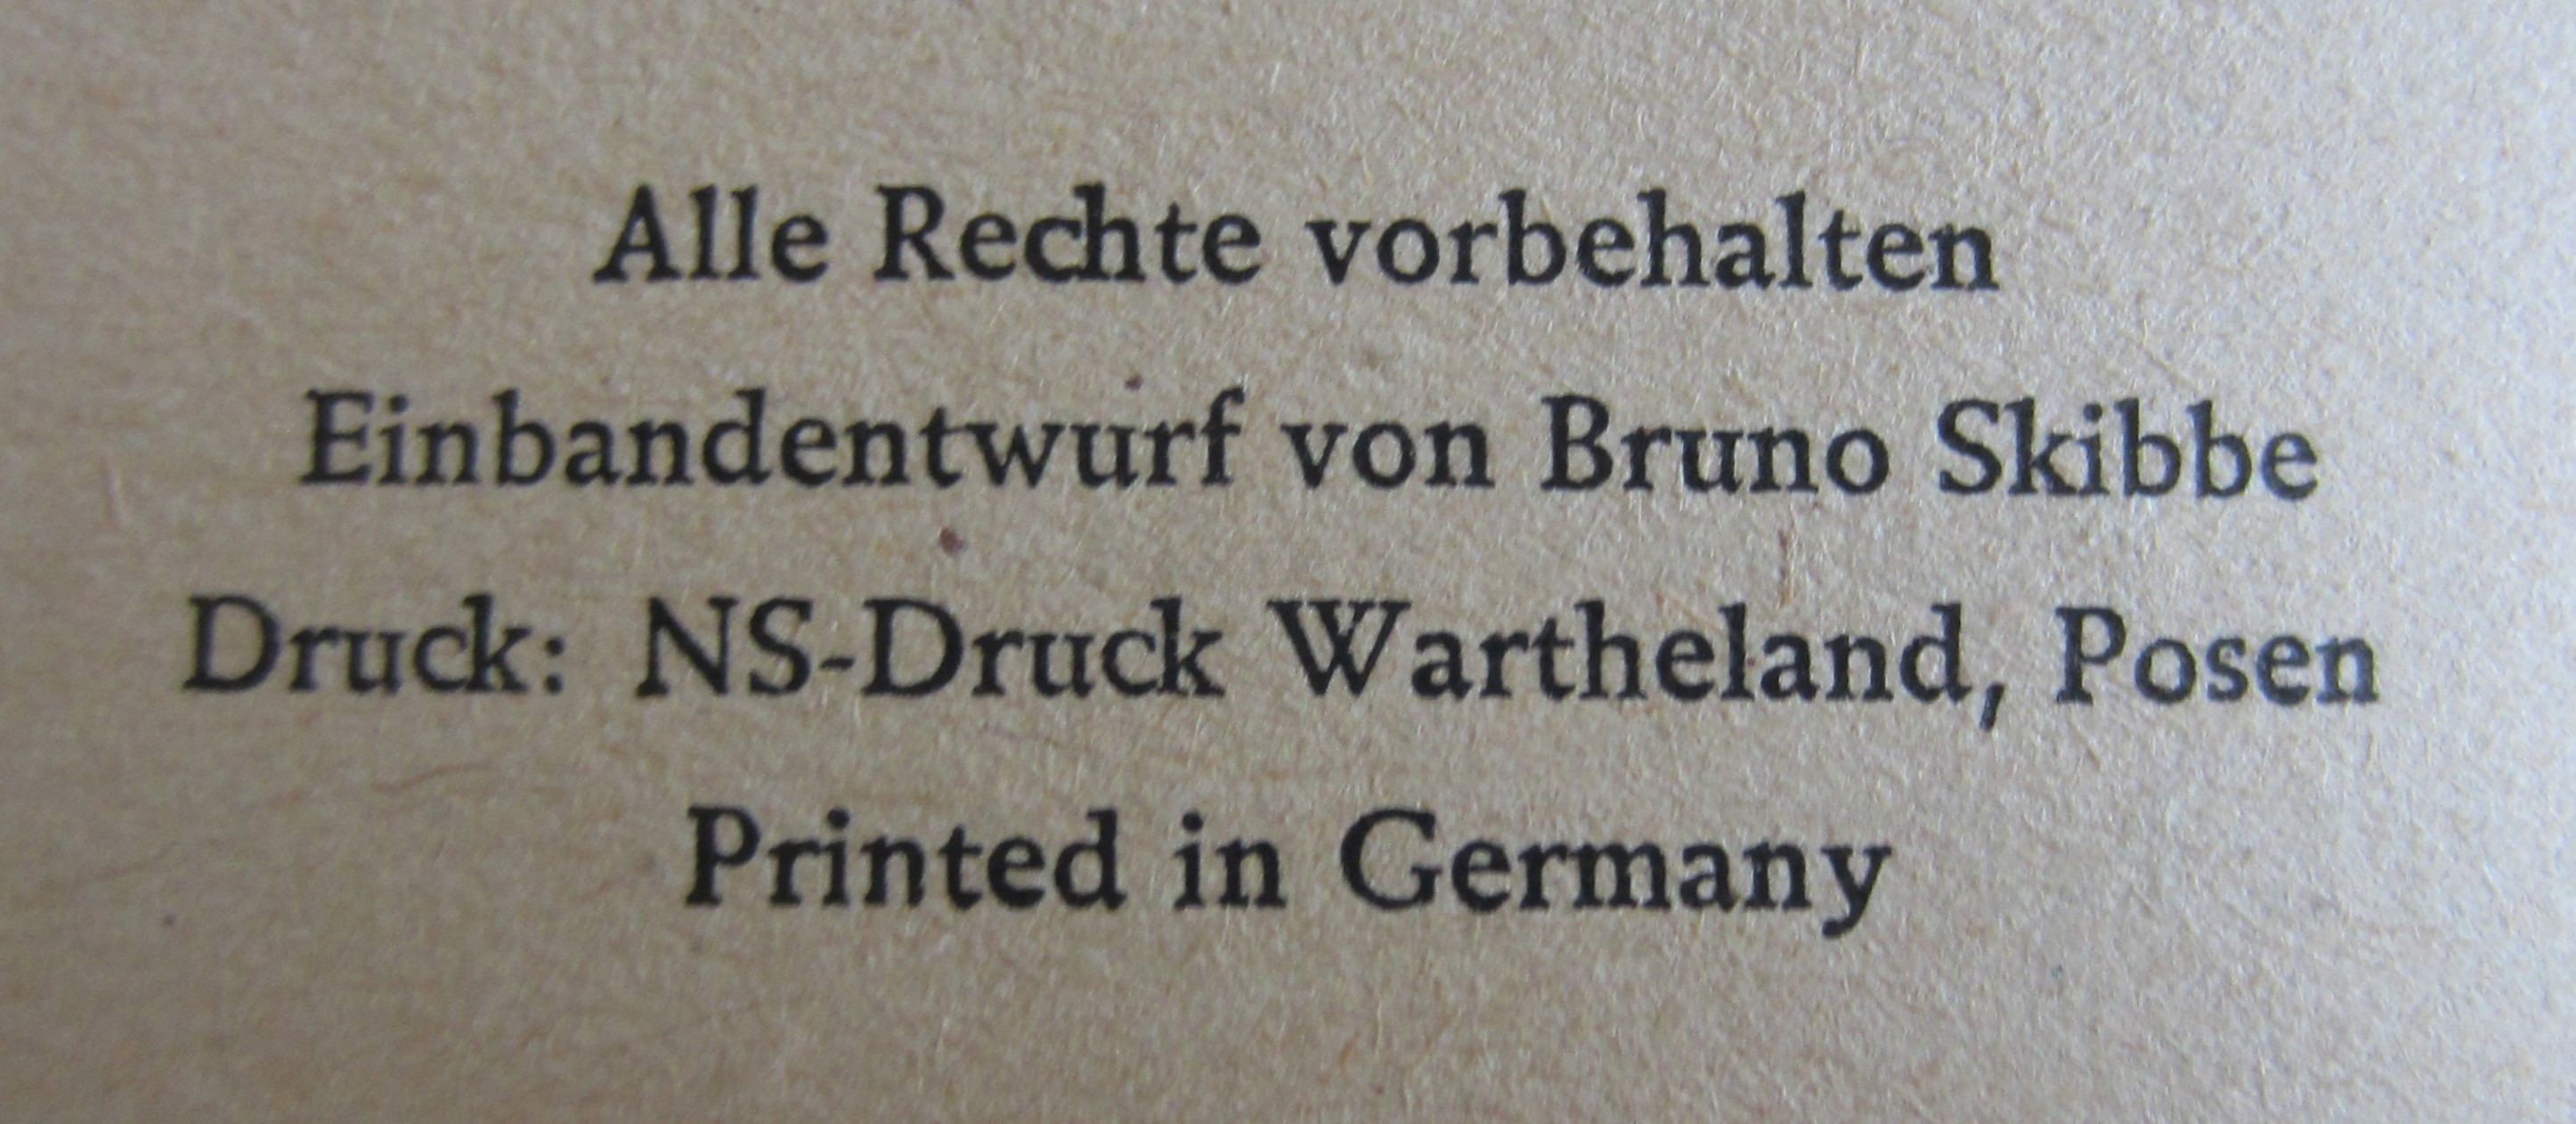 Alle Rechte vorbehalten
Einbandentwurf von Bruno Skibbe
Druck: NS-Druck Wartheland, Posen
Printed in Germany